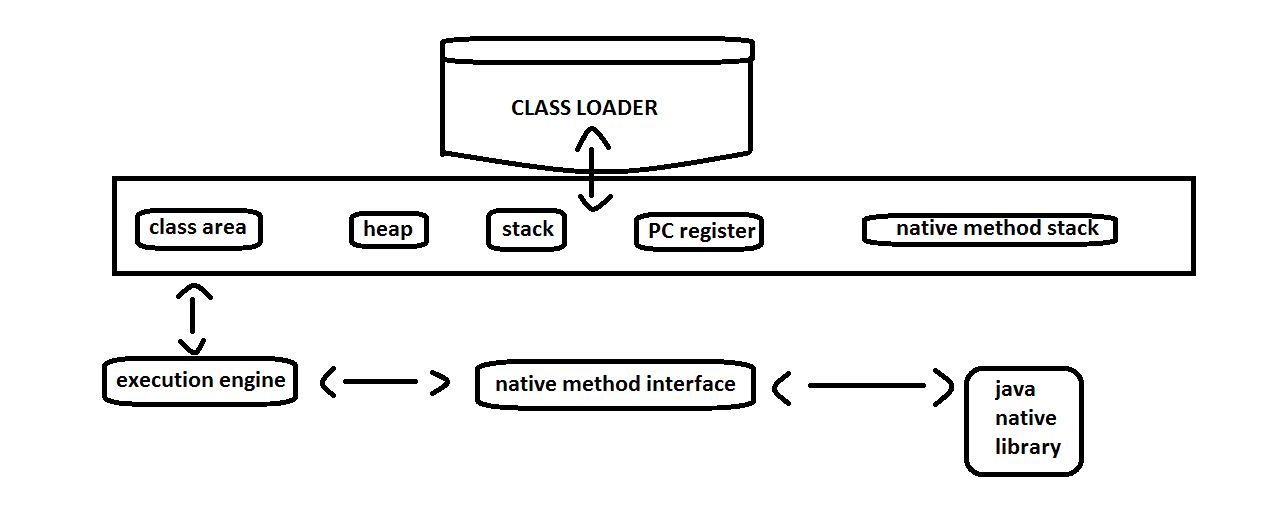 CLASS LOADER
class area
heap
stack
PC register
native method stack
execution engine
native method interface
java
native
library